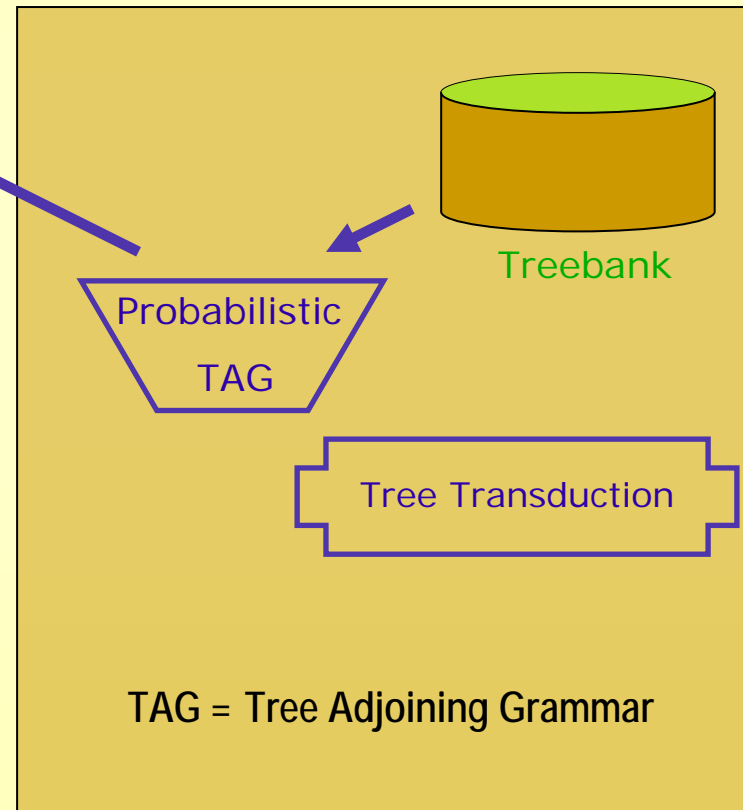 Treebank
Probabilistic
TAG
Tree Transduction
TAG = Tree Adjoining Grammar